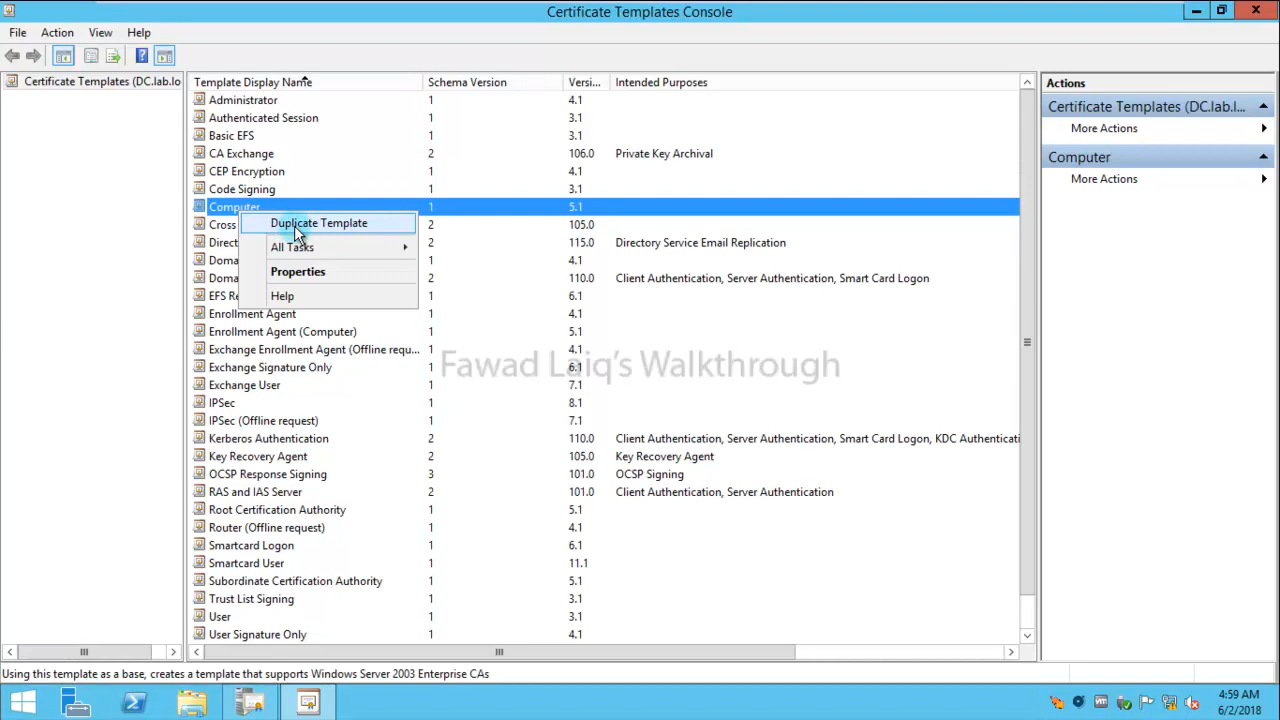 Certificate Templates Console
File Action View Help
Certificate Templates (DC.lab.lo
Template Display Name Schema Version Versi... Intended Purposes
Administrator 1 4.1
Authenticated Session 1 3.1
Basic EFS 1 3.1
CA Exchange 2 106.0 Private Key Archival
CEP Encryption 1 4.1
Code Signing 1 3.1
Computer 1 5.1
Cross 2 105.0
Direct 2 115.0 Directory Service Email Replication
Doma 1 4.1
Doma 2 110.0 Client Authentication, Server Authentication, Smart Card Logon
EFS Re 1 6.1
Enrollment Agent 1 4.1
Enrollment Agent (Computer) 1 5.1
Exchange Enrollment Agent (Offline requ... 1 4.1
Exchange Signature Only 1 6.1
Exchange User 1 7.1
IPSec 1 8.1
IPSec (Offline request) 1 7.1
Kerberos Authentication 2 110.0 Client Authentication, Server Authentication, Smart Card Logon, KDC Authenticati
Key Recovery Agent 2 105.0 Key Recovery Agent
OCSP Response Signing 3 101.0 OCSP Signing
RAS and IAS Server 2 101.0 Client Authentication, Server Authentication
Root Certification Authority 1 5.1
Router (Offline request) 1 4.1
Smartcard Logon 1 6.1
Smartcard User 1 11.1
Subordinate Certification Authority 1 5.1
Trust List Signing 1 3.1
User 1 3.1
User Signature Only 1 4.1
Duplicate Template
All Tasks
Properties
Help
Fawad Laiq's Walkthrough
Actions
Certificate Templates (DC.lab.l...
More Actions
Computer
More Actions
Using this template as a base, creates a template that supports Windows Server 2003 Enterprise CAs
4:59 AM
6/2/2018